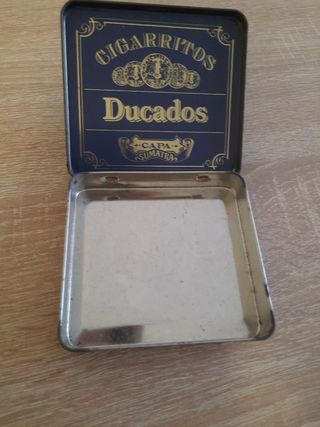 CIGARRITOS
Ducados
CAPA
SUMATRA